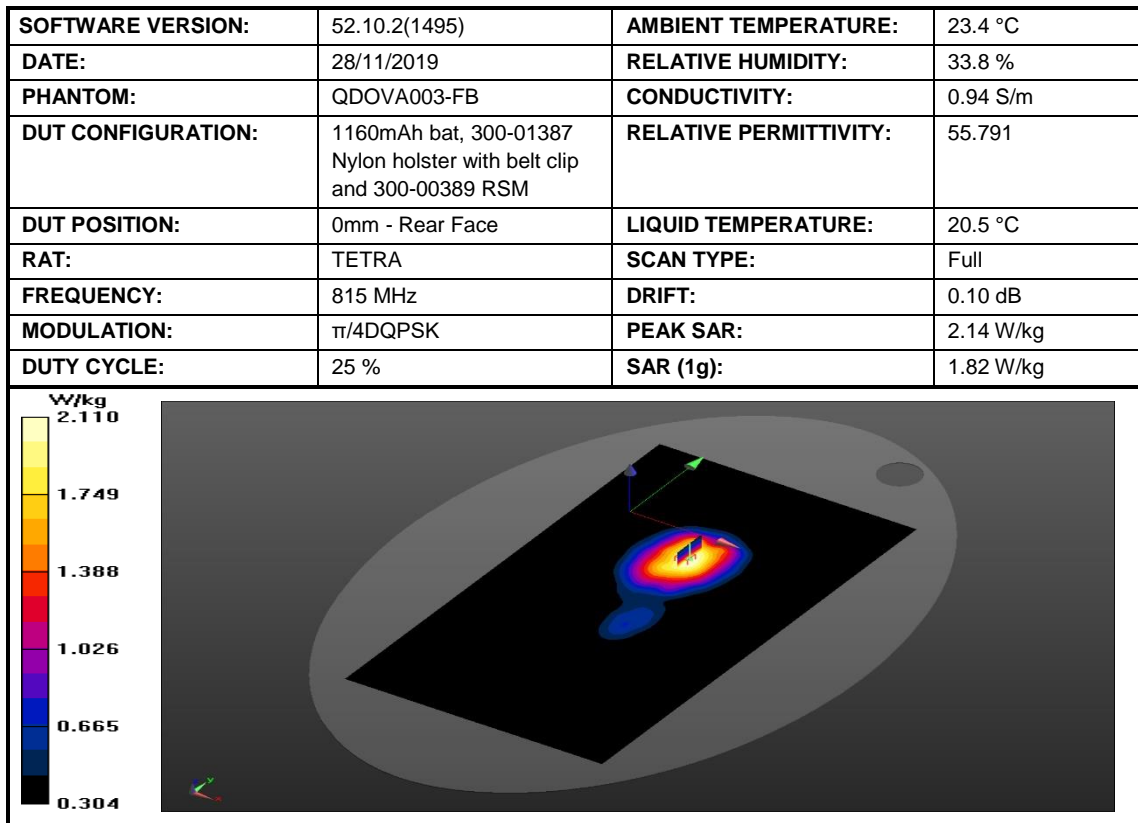 SOFTWARE VERSION: 52.10.2(1495) AMBIENT TEMPERATURE: 23.4 °C
DATE: 28/11/2019 RELATIVE HUMIDITY: 33.8 %
PHANTOM: QDOVA003-FB CONDUCTIVITY: 0.94 S/m
DUT CONFIGURATION: 1160mAh bat, 300-01387 RELATIVE PERMITTIVITY: 55.791
Nylon holster with belt clip
and 300-00389 RSM
DUT POSITION: 0mm - Rear Face LIQUID TEMPERATURE: 20.5 °C
RAT: TETRA SCAN TYPE: Full
FREQUENCY: 815 MHz DRIFT: 0.10 dB
MODULATION: π/4DQPSK PEAK SAR: 2.14 W/kg
DUTY CYCLE: 25 % SAR (1g): 1.82 W/kg
W/kg
2.110
1.749
1.388
1.026
0.665
0.304